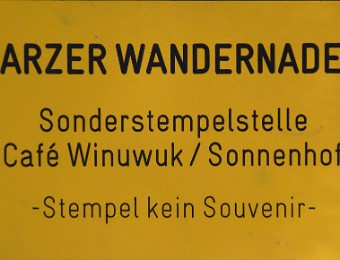 ARZER WANDERNADE
Sonderstempelstelle
Café Winuwuk / Sonnenhof
-Stempel kein Souvenir-